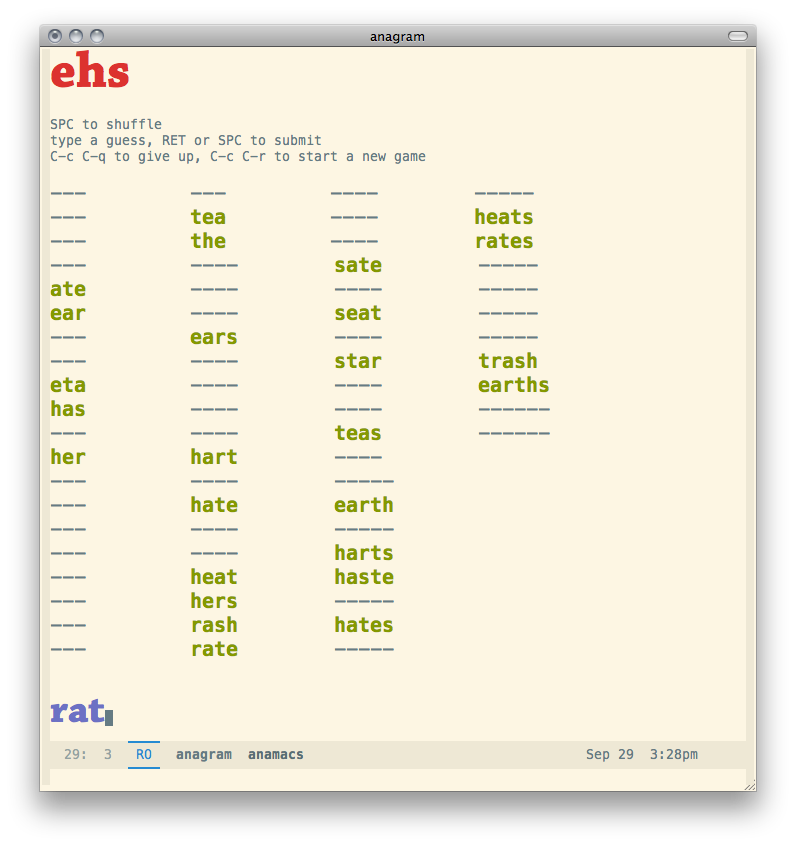 anagram
ehs
SPC to shuffle
type a guess, RET or SPC to submit
C-c C-q to give up, C-c C-r to start a new game
--- --- ---- -----
--- tea ---- heats
--- the ---- rates
--- ---- sate -----
ate ---- ---- -----
ear ---- seat -----
--- ears ---- -----
--- ---- star trash
eta ---- ---- earths
has ---- ---- ------
--- ---- teas ------
her hart ----
--- ---- -----
--- hate earth
--- ---- -----
--- ---- harts
--- heat haste
--- hers -----
--- rash hates
--- rate -----
rat
29: 3 RO anagram anamacs Sep 29 3:28pm